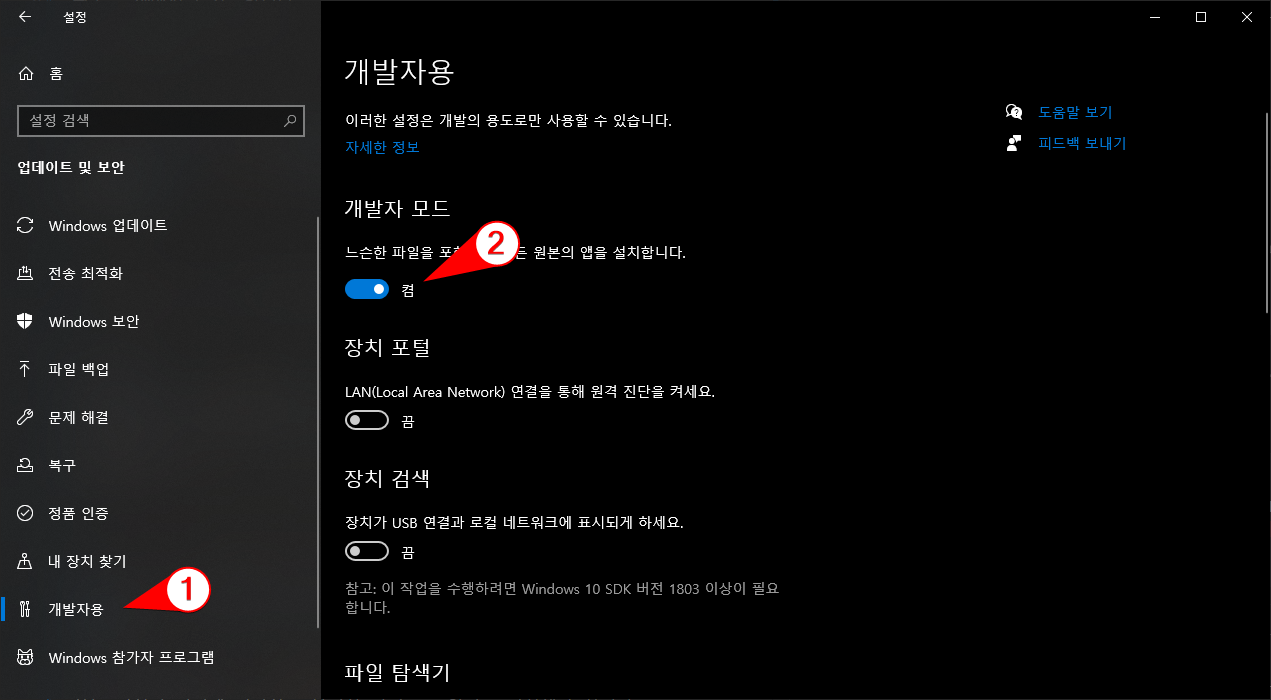 설정
홈
설정 검색
업데이트 및 보안
Windows 업데이트
전송 최적화
Windows 보안
파일 백업
문제 해결
복구
정품 인증
내 장치 찾기
개발자용
1
Windows 참가자 프로그램
개발자용
이러한 설정은 개발의 용도로만 사용할 수 있습니다.
자세한 정보
도움말 보기
피드백 보내기
개발자 모드
느슨한 파일을 원본의 앱을 설치합니다.
2
켬
장치 포털
LAN(Local Area Network) 연결을 통해 원격 진단을 켜세요.
끔
장치 검색
장치가 USB 연결과 로컬 네트워크에 표시되게 하세요.
끔
참고: 이 작업을 수행하려면 Windows 10 SDK 버전 1803 이상이 필요
합니다.
파일 탐색기